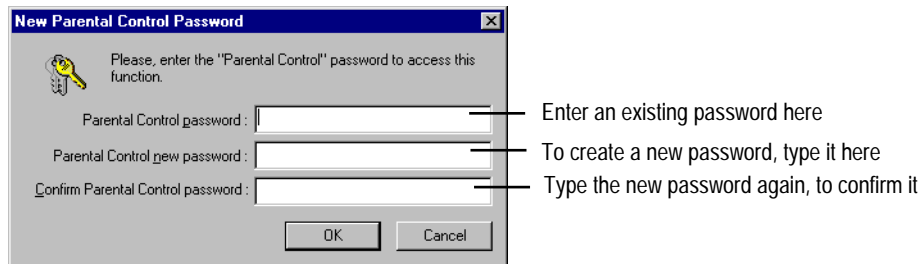 New Parental Control Password
Please, enter the "Parental Control" password to access this
function.
Parental Control password :
Enter an existing password here
Parental Control new password :
To create a new password, type it here
Confirm Parental Control password :
Type the new password again, to confirm it
OK
Cancel